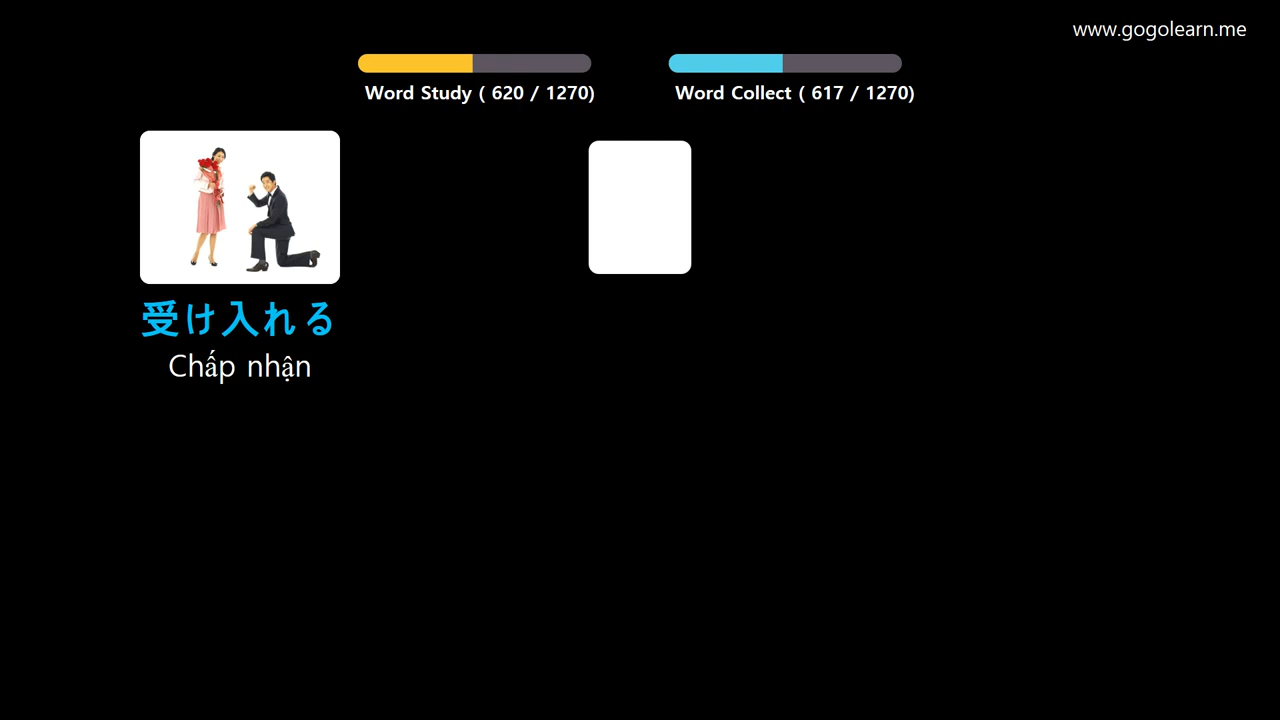 www.gogolearn.me
Word Study ( 620 / 1270)
Word Collect ( 617 / 1270)
受け入れる
Chấp nhận